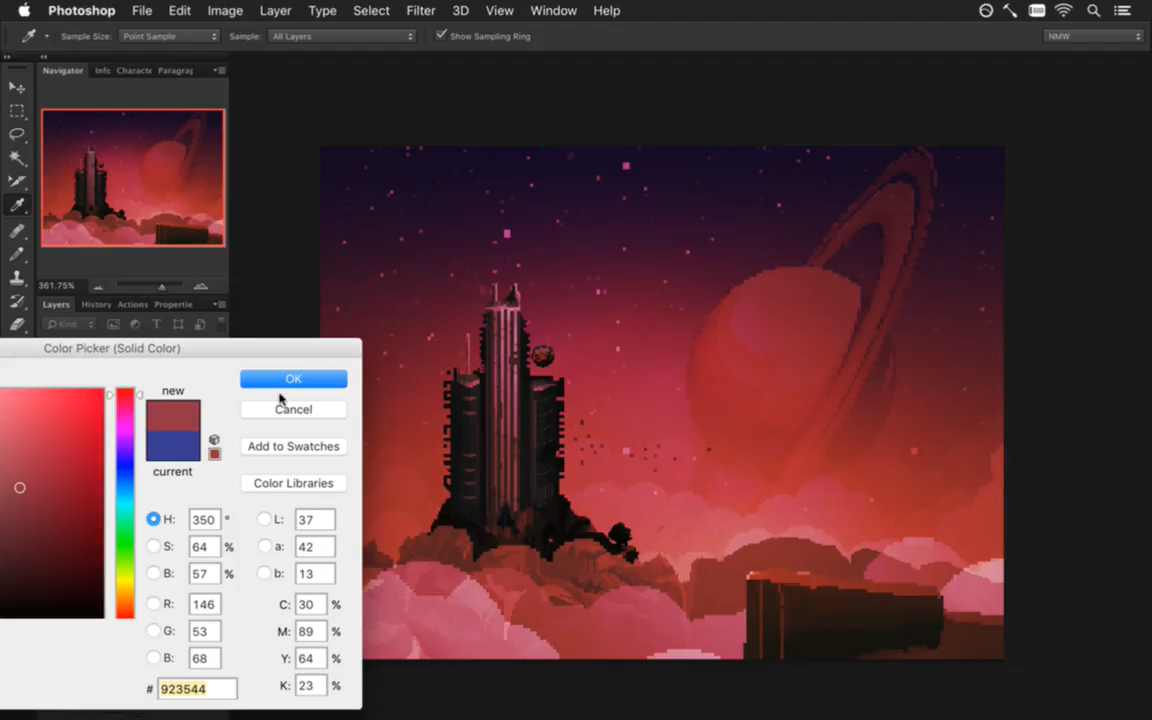 Photoshop File Edit Image Layer Type Select Filter 3D View Window Help
Sample Size: Point Sample Sample: All Layers Show Sampling Ring NMW
Navigator Info Characte Paragrap
361.75%
Layers History Actions Propertie
Kind
Color Picker (Solid Color)
new
OK
Cancel
Add to Swatches
current
Color Libraries
H: 350 ° L: 37
S: 64 % a: 42
B: 57 % b: 13
R: 146 C: 30 %
G: 53 M: 89 %
B: 68 Y: 64 %
# 923544 K: 23 %